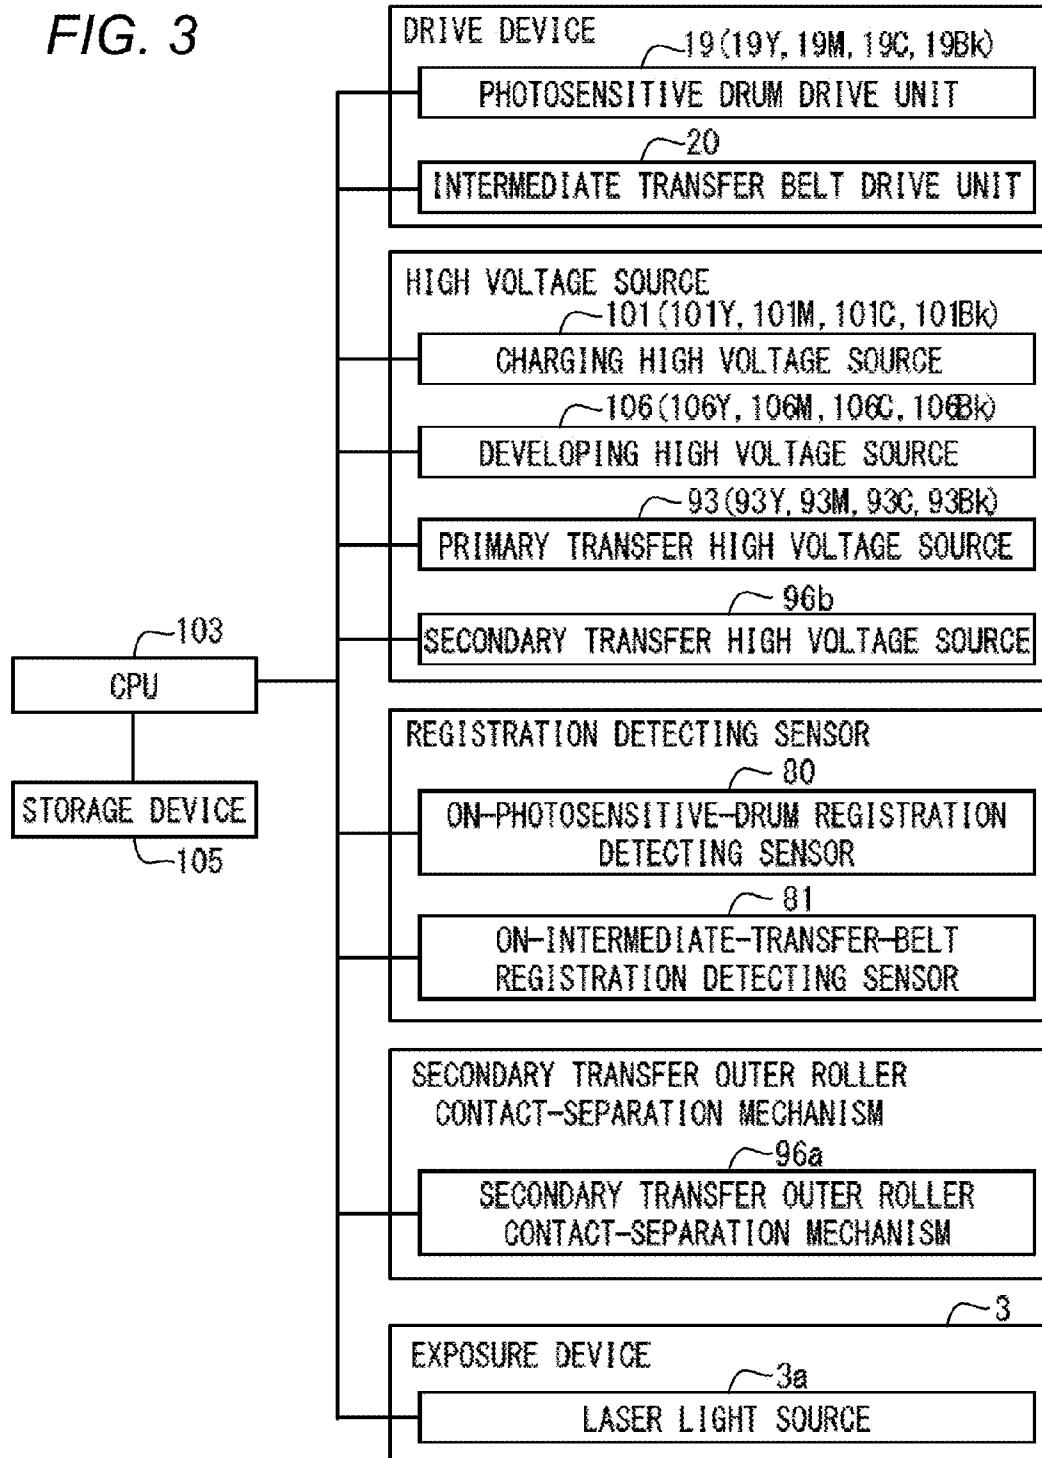 FIG. 3
DRIVE DEVICE
19(19Y, 19M, 19C, 19Bk)
PHOTOSENSITIVE DRUM DRIVE UNIT
20
INTERMEDIATE TRANSFER BELT DRIVE UNIT
HIGH VOLTAGE SOURCE
101(101Y, 101M, 101C, 101Bk)
CHARGING HIGH VOLTAGE SOURCE
106(106Y, 106M, 106C, 106Bk)
DEVELOPING HIGH VOLTAGE SOURCE
93(93Y, 93M, 93C, 93Bk)
PRIMARY TRANSFER HIGH VOLTAGE SOURCE
96b
SECONDARY TRANSFER HIGH VOLTAGE SOURCE
103
CPU
STORAGE DEVICE
105
REGISTRATION DETECTING SENSOR
80
ON-PHOTOSENSITIVE-DRUM REGISTRATION
DETECTING SENSOR
81
ON-INTERMEDIATE-TRANSFER-BELT
REGISTRATION DETECTING SENSOR
SECONDARY TRANSFER OUTER ROLLER
CONTACT-SEPARATION MECHANISM
96a
SECONDARY TRANSFER OUTER ROLLER
CONTACT-SEPARATION MECHANISM
3
EXPOSURE DEVICE
3a
LASER LIGHT SOURCE